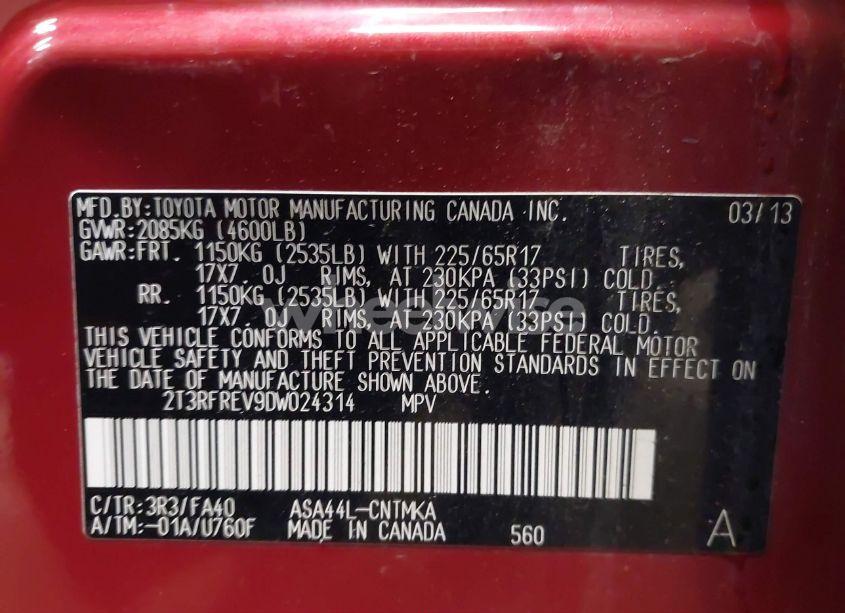 MFD.BY:TOYOTA MOTOR MANUFACTURING CANADA INC. 03/13
GVWR:2085KG (4600LB)
GAWR:FRT. 1150KG (2535LB) WITH 225/65R17 TIRES,
17X7.0J RIMS, AT 230KPA (33PSI) COLD.
RR. 1150KG (2535LB) WITH 225/65R17 TIRES,
17X7.0J RIMS, AT 230KPA (33PSI) COLD.
THIS VEHICLE CONFORMS TO ALL APPLICABLE FEDERAL MOTOR
VEHICLE SAFETY AND THEFT PREVENTION STANDARDS IN EFFECT ON
THE DATE OF MANUFACTURE SHOWN ABOVE.
2T3RFREV9DW024314 MPV
C/TR:3R3/FA40 ASA44L-CNTMKA
A/TM:-01A/U760F MADE IN CANADA 560 A